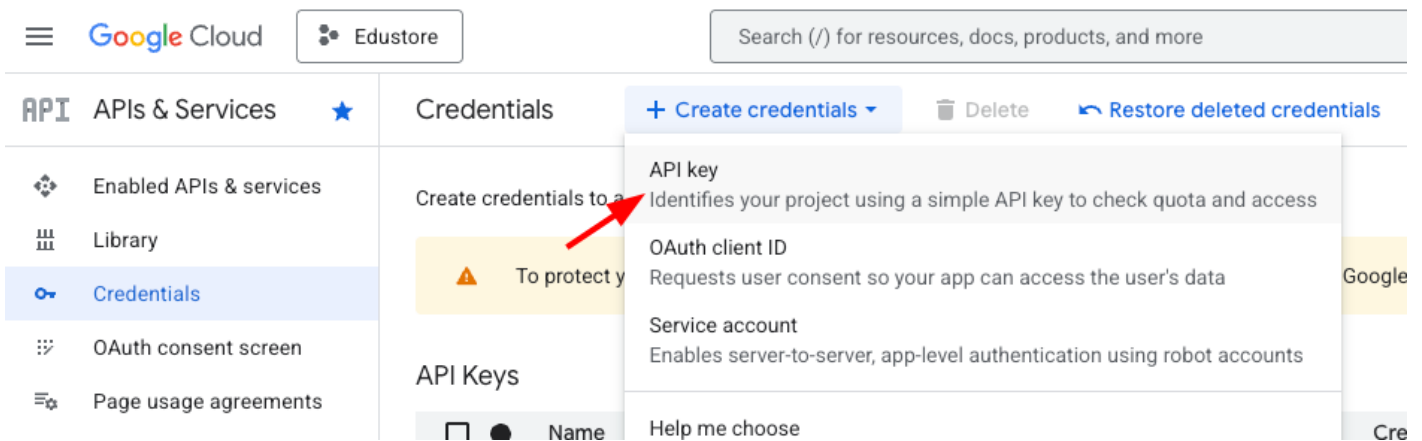 Google Cloud
Edustore
Search (/) for resources, docs, products, and more
API
APIs & Services
Credentials
+ Create credentials
Delete
Restore deleted credentials
Enabled APIs & services
Library
Credentials
OAuth consent screen
Page usage agreements
Create credentials to a
API key
Identifies your project using a simple API key to check quota and access
OAuth client ID
Requests user consent so your app can access the user's data
To protect y
Google
Service account
Enables server-to-server, app-level authentication using robot accounts
API Keys
Help me choose
Name
Cre